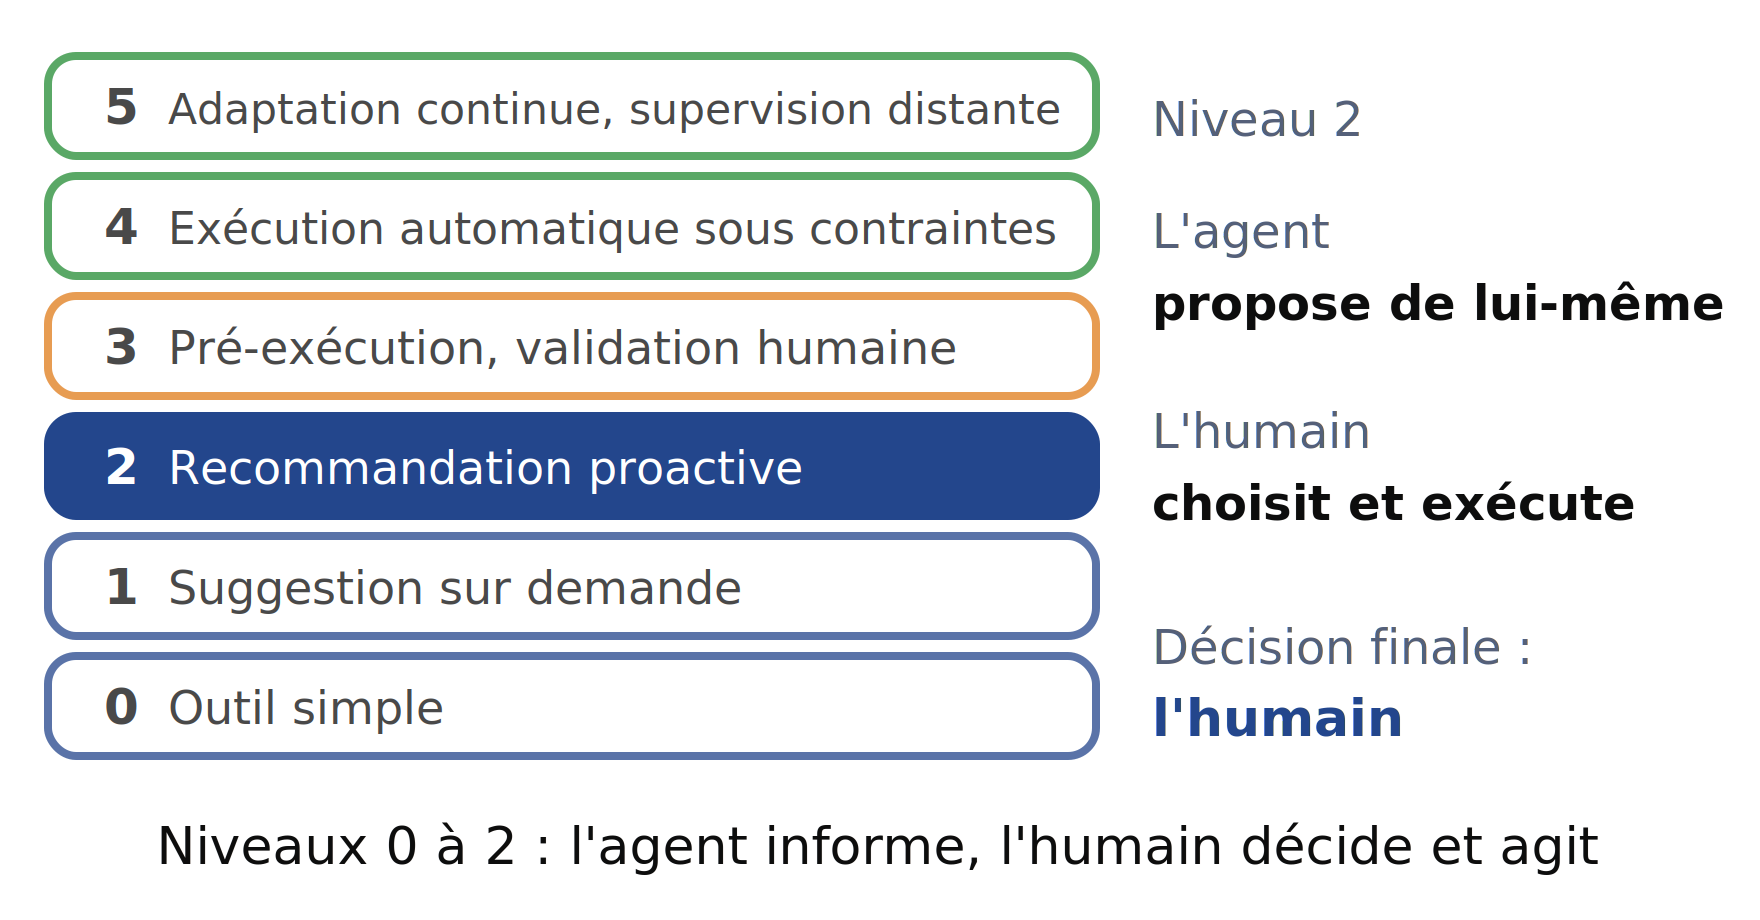 5 Adaptation continue, supervision distante
4 Exécution automatique sous contraintes
3 Pré-exécution, validation humaine
2 Recommandation proactive
1 Suggestion sur demande
0 Outil simple
Niveau 2
L'agent
propose de lui-même
L'humain
choisit et exécute
Décision finale :
l'humain
Niveaux 0 à 2 : l'agent informe, l'humain décide et agit